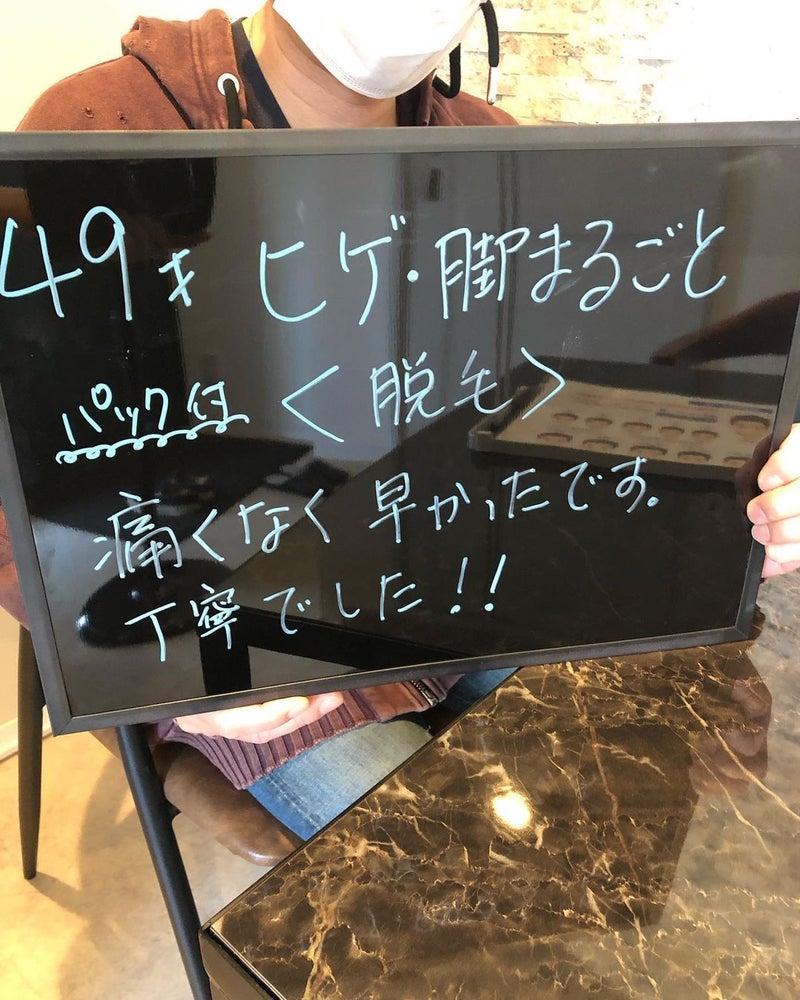 49才 ヒゲ・脚まるごと
パック付 <脱毛>
痛くなく 早かったです。
丁寧でした!!